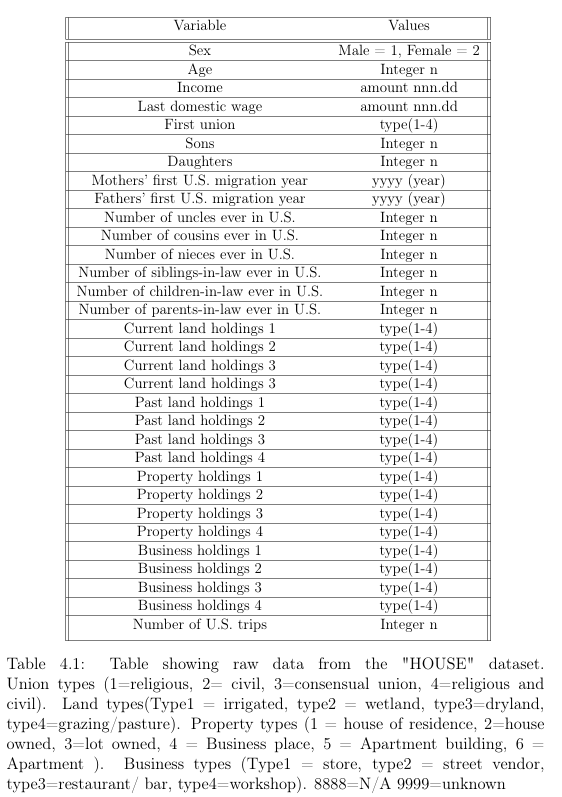 Variable Values
Sex Male = 1, Female = 2
Age Integer n
Income amount nnn.dd
Last domestic wage amount nnn.dd
First union type(1-4)
Sons Integer n
Daughters Integer n
Mothers' first U.S. migration year yyyy (year)
Fathers' first U.S. migration year yyyy (year)
Number of uncles ever in U.S. Integer n
Number of cousins ever in U.S. Integer n
Number of nieces ever in U.S. Integer n
Number of siblings-in-law ever in U.S. Integer n
Number of children-in-law ever in U.S. Integer n
Number of parents-in-law ever in U.S. Integer n
Current land holdings 1 type(1-4)
Current land holdings 2 type(1-4)
Current land holdings 3 type(1-4)
Current land holdings 3 type(1-4)
Past land holdings 1 type(1-4)
Past land holdings 2 type(1-4)
Past land holdings 3 type(1-4)
Past land holdings 4 type(1-4)
Property holdings 1 type(1-4)
Property holdings 2 type(1-4)
Property holdings 3 type(1-4)
Property holdings 4 type(1-4)
Business holdings 1 type(1-4)
Business holdings 2 type(1-4)
Business holdings 3 type(1-4)
Business holdings 4 type(1-4)
Number of U.S. trips Integer n
Table 4.1: Table showing raw data from the "HOUSE" dataset.
Union types (1=religious, 2= civil, 3=consensual union, 4=religious and
civil). Land types(Type1 = irrigated, type2 = wetland, type3=dryland,
type4=grazing/pasture). Property types (1 = house of residence, 2=house
owned, 3=lot owned, 4 = Business place, 5 = Apartment building, 6 =
Apartment ). Business types (Type1 = store, type2 = street vendor,
type3=restaurant/ bar, type4=workshop). 8888=N/A 9999=unknown